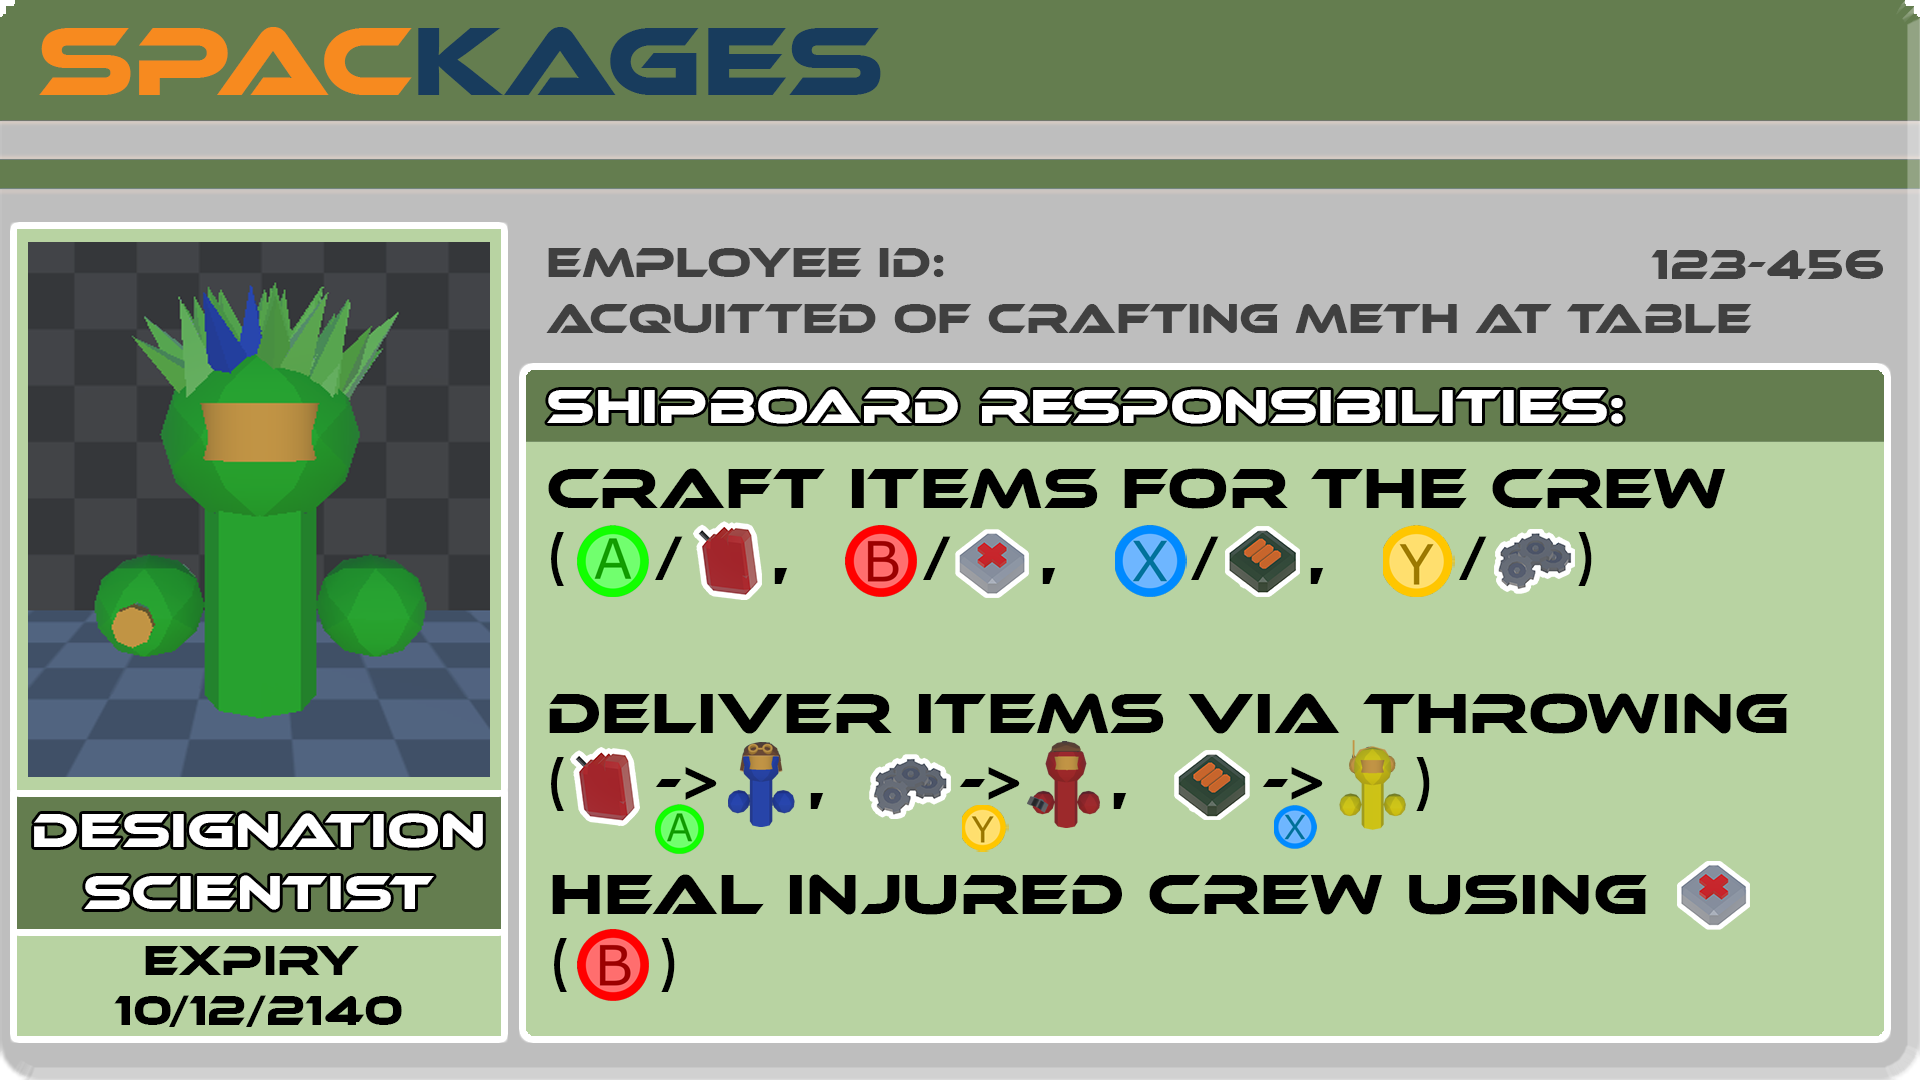 SPACKAGES
EMPLOYEE ID: 123-456
ACQUITTED OF CRAFTING METH AT TABLE
SHIPBOARD RESPONSIBILITIES:
CRAFT ITEMS FOR THE CREW
(A/ , B/ , X/ , Y/ )
DELIVER ITEMS VIA THROWING
( -> , -> , -> )
A Y X
HEAL INJURED CREW USING
(B)
DESIGNATION
SCIENTIST
EXPIRY
10/12/2140